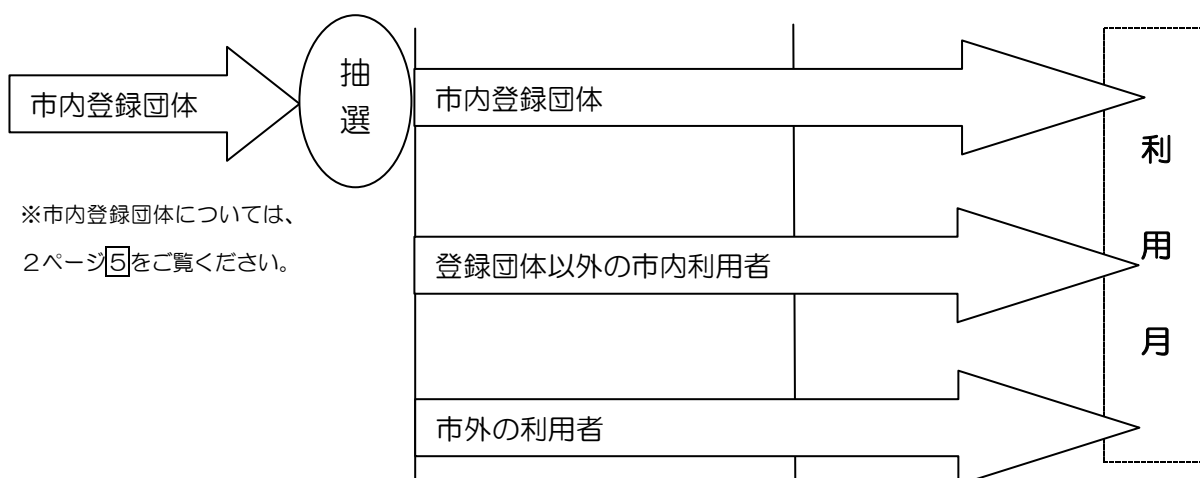 市内登録団体
抽選
市内登録団体
※市内登録団体については、
2ページ5をご覧ください。
登録団体以外の市内利用者
市外の利用者
利用月